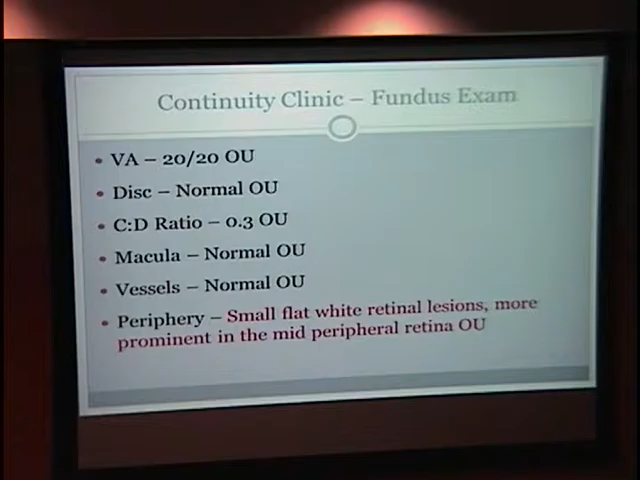 Continuity Clinic – Fundus Exam
• VA – 20/20 OU
• Disc – Normal OU
• C:D Ratio – 0.3 OU
• Macula – Normal OU
• Vessels – Normal OU
• Periphery – Small flat white retinal lesions, more
prominent in the mid peripheral retina OU